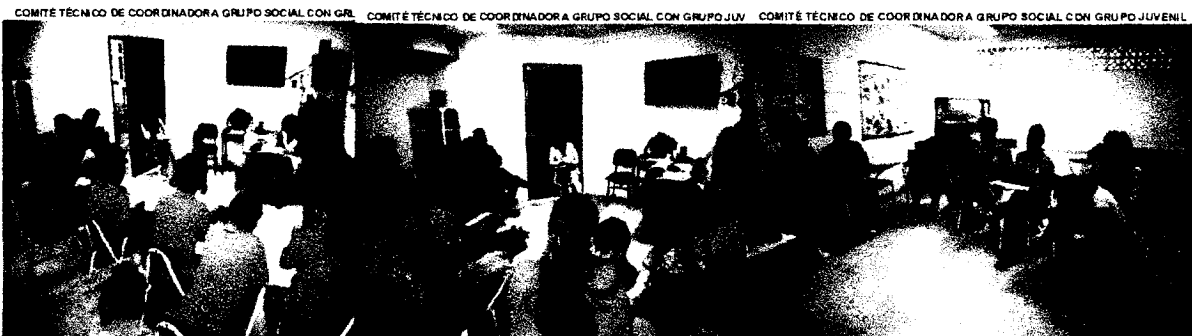 COMITÉ TÉCNICO DE COORDINADORA GRUPO SOCIAL CON GRU
COMITÉ TÉCNICO DE COORDINADORA GRUPO SOCIAL CON GRUPO JUV
COMITÉ TÉCNICO DE COORDINADORA GRUPO SOCIAL CON GRUPO JUVENIL